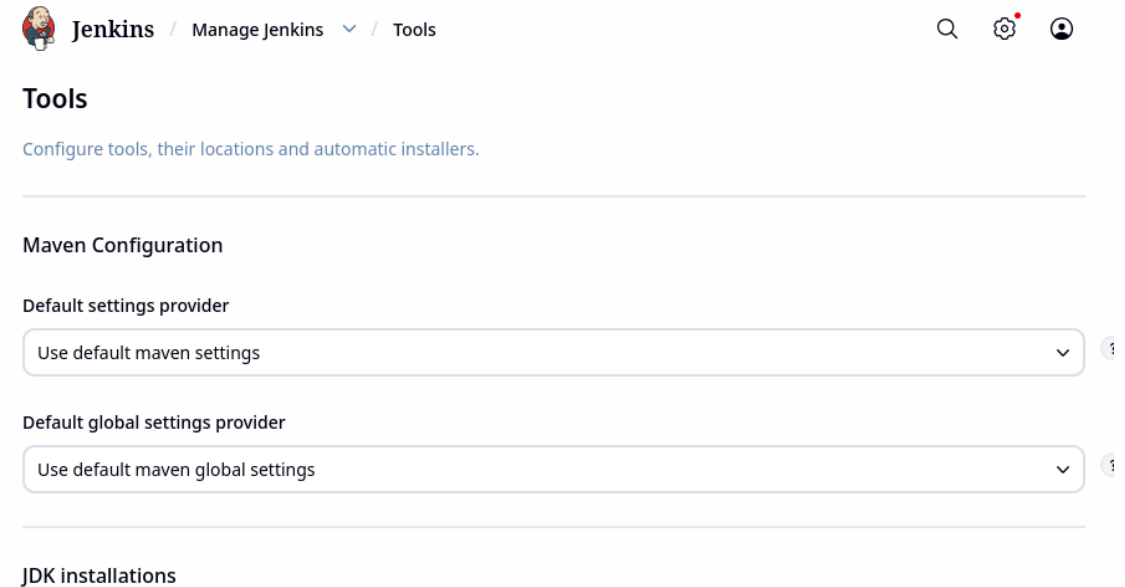 Jenkins / Manage Jenkins / Tools
Tools
Configure tools, their locations and automatic installers.
Maven Configuration
Default settings provider
Use default maven settings
?
Default global settings provider
Use default maven global settings
?
JDK installations